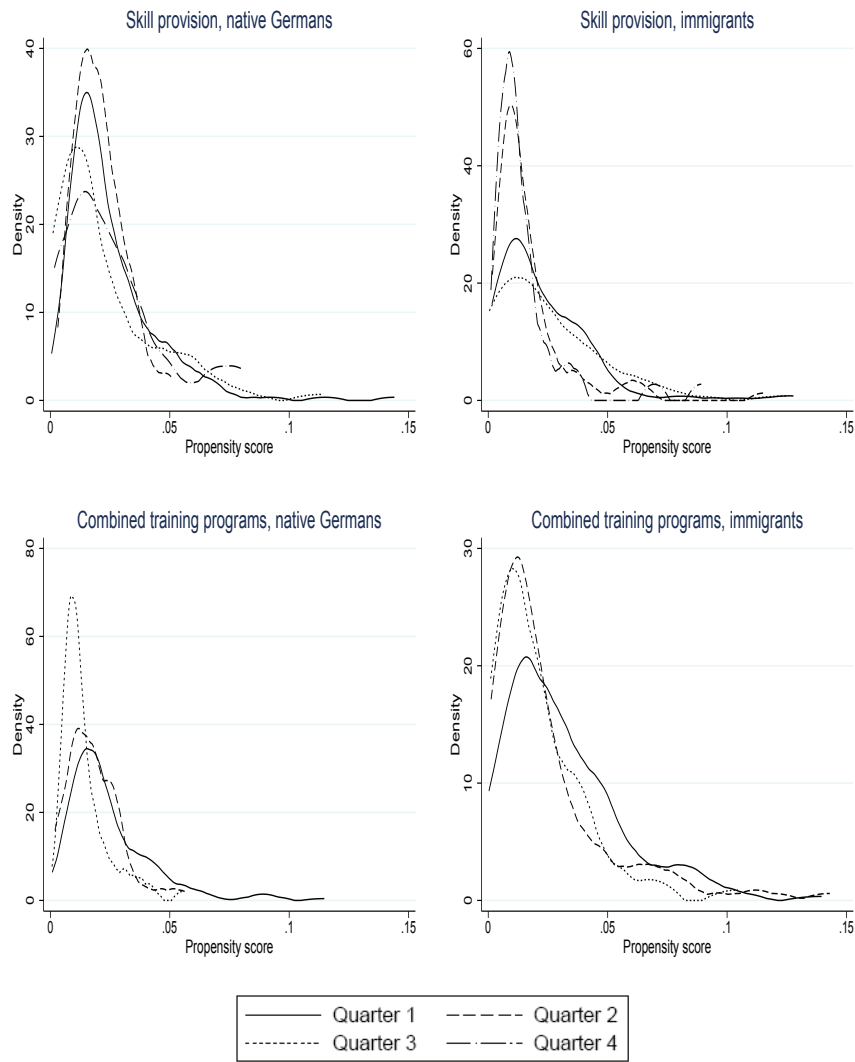 Skill provision, native Germans
Density
0
10
20
30
40
0
.05
.1
.15
Propensity score
Skill provision, immigrants
Density
0
20
40
60
0
.05
.1
.15
Propensity score
Combined training programs, native Germans
Density
0
20
40
60
80
0
.05
.1
.15
Propensity score
Combined training programs, immigrants
Density
0
10
20
30
0
.05
.1
.15
Propensity score
Quarter 1
Quarter 2
Quarter 3
Quarter 4